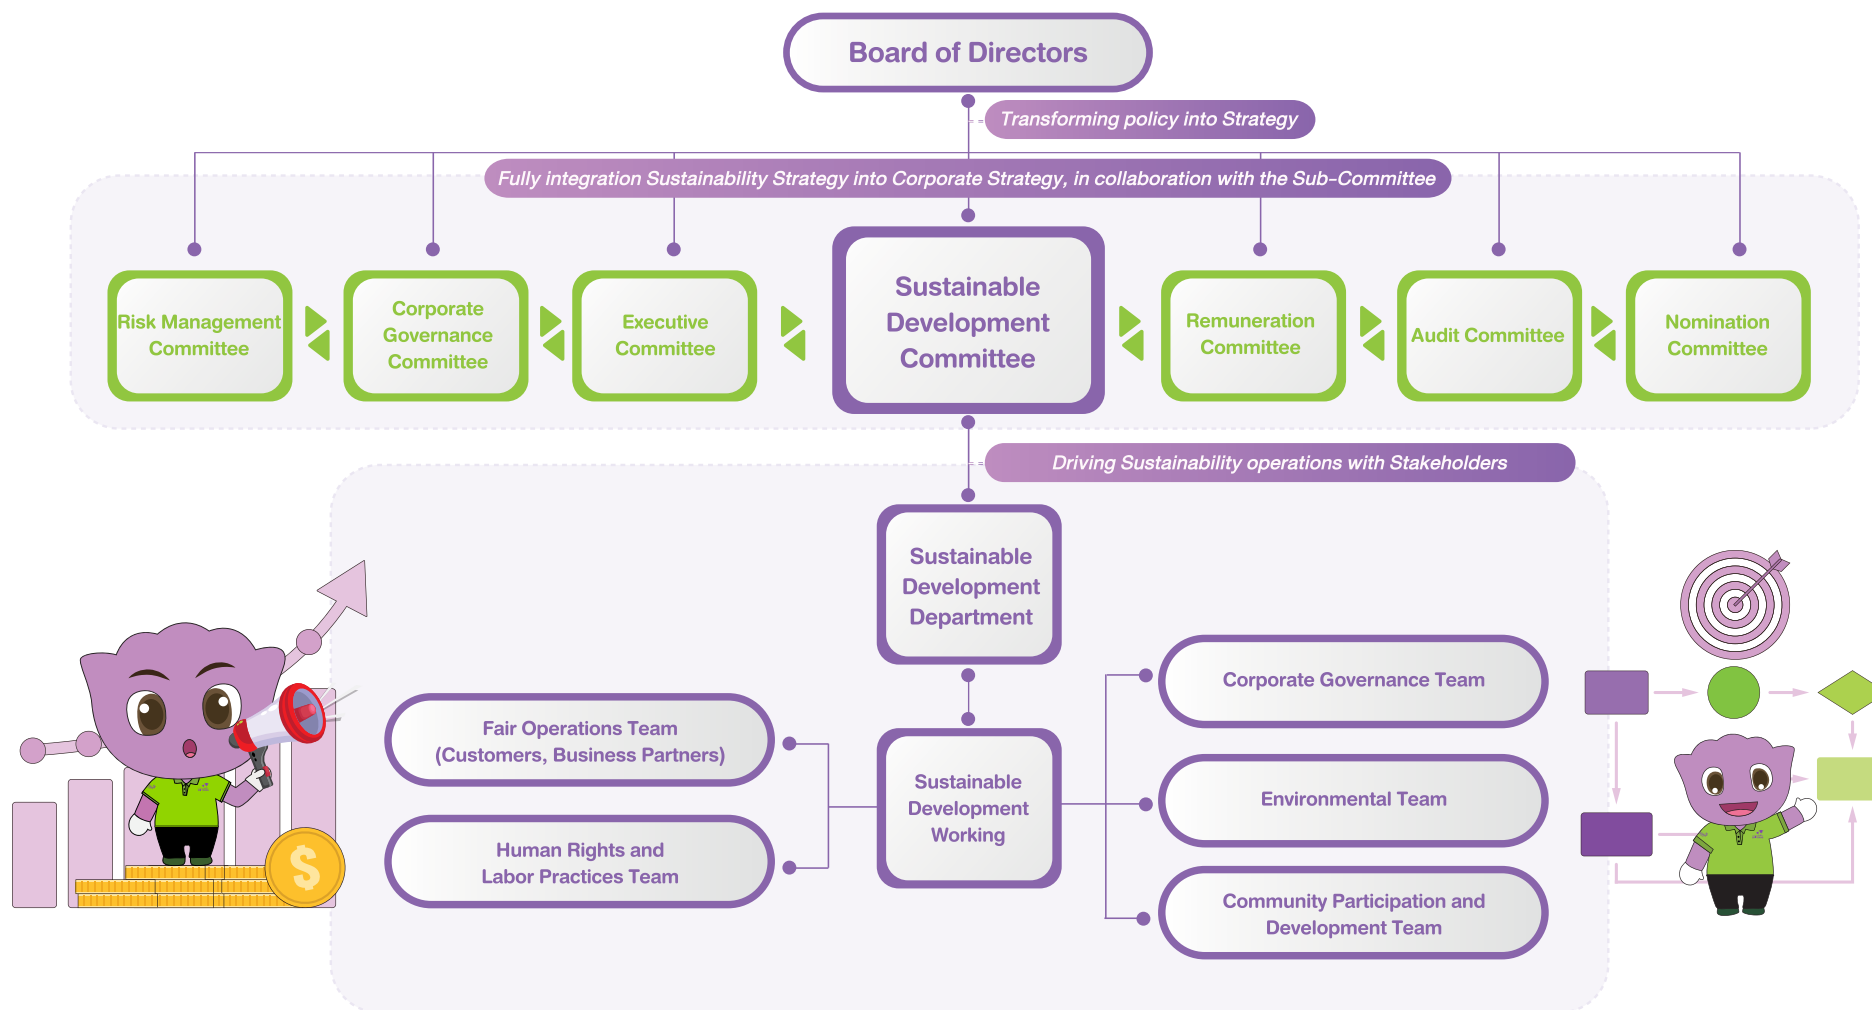 Board of Directors
Transforming policy into Strategy
Fully integration Sustainability Strategy into Corporate Strategy, in collaboration with the Sub-Committee
Risk Management
Committee
Corporate
Governance
Committee
Executive
Committee
Sustainable
Development
Committee
Remuneration
Committee
Audit Committee
Nomination
Committee
Driving Sustainability operations with Stakeholders
Sustainable
Development
Department
Fair Operations Team
(Customers, Business Partners)
Human Rights and
Labor Practices Team
Sustainable
Development
Working
Corporate Governance Team
Environmental Team
Community Participation and
Development Team
$